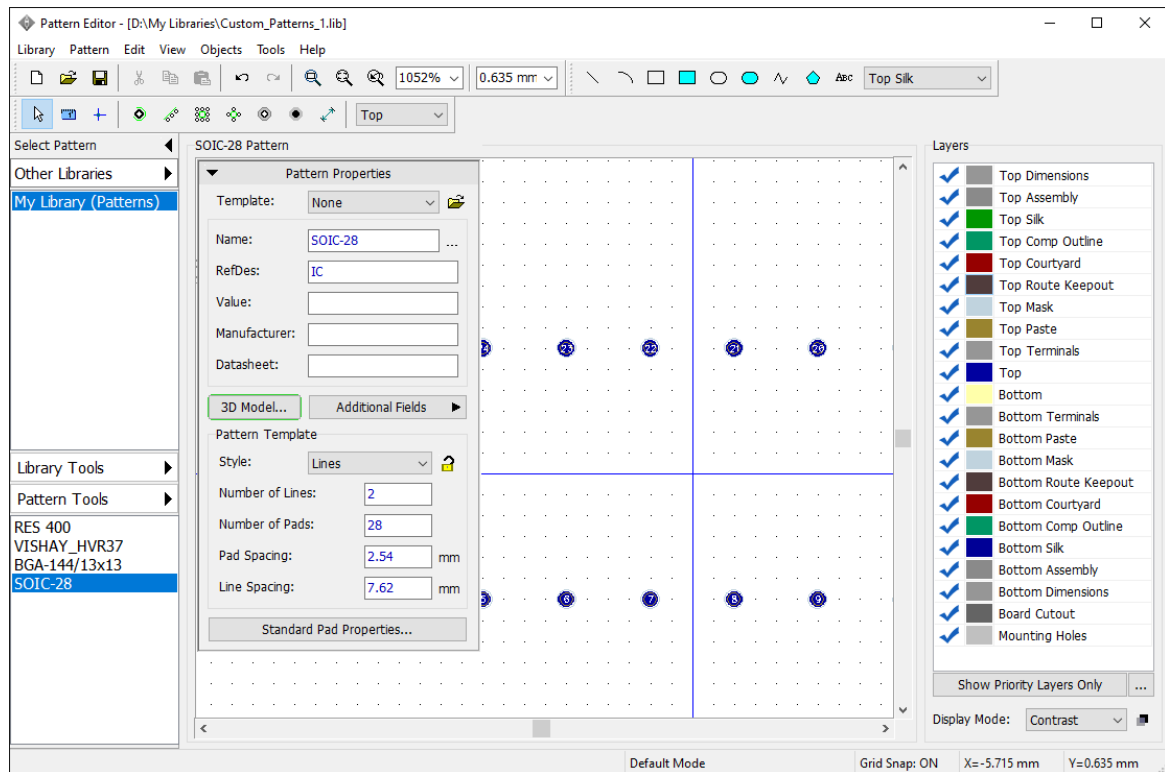 Pattern Editor - [D:\My Libraries\Custom_Patterns_1.lib]
Library Pattern Edit View Objects Tools Help
1052% 0.635 mm ABC Top Silk
Top
Select Pattern
Other Libraries
My Library (Patterns)
Library Tools
Pattern Tools
RES 400
VISHAY_HVR37
BGA-144/13x13
SOIC-28
SOIC-28 Pattern
Pattern Properties
Template: None
Name: SOIC-28 ...
RefDes: IC
Value:
Manufacturer:
Datasheet:
3D Model... Additional Fields
Pattern Template
Style: Lines
Number of Lines: 2
Number of Pads: 28
Pad Spacing: 2.54 mm
Line Spacing: 7.62 mm
Standard Pad Properties...
23 22 21 20
5 6 7 8 9
Layers
Top Dimensions
Top Assembly
Top Silk
Top Comp Outline
Top Courtyard
Top Route Keepout
Top Mask
Top Paste
Top Terminals
Top
Bottom
Bottom Terminals
Bottom Paste
Bottom Mask
Bottom Route Keepout
Bottom Courtyard
Bottom Comp Outline
Bottom Silk
Bottom Assembly
Bottom Dimensions
Board Cutout
Mounting Holes
Show Priority Layers Only ...
Display Mode: Contrast
Default Mode Grid Snap: ON X=-5.715 mm Y=0.635 mm